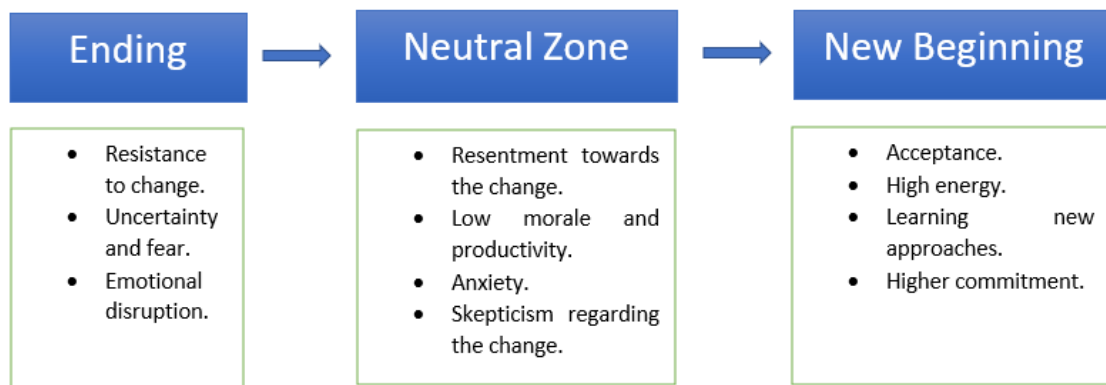 Ending
Neutral Zone
New Beginning
• Resistance
to change.
• Uncertainty
and fear.
• Emotional
disruption.
• Resentment towards
the change.
• Low morale and
productivity.
• Anxiety.
• Skepticism regarding
the change.
• Acceptance.
• High energy.
• Learning new
approaches.
• Higher commitment.